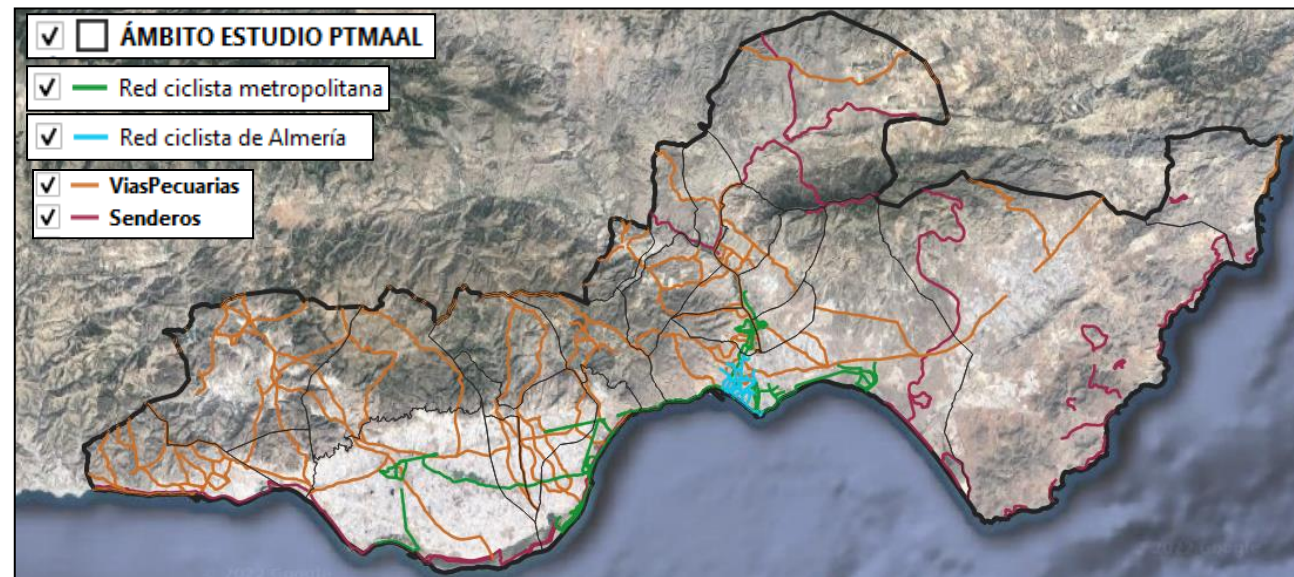 ÁMBITO ESTUDIO PTMAAL
Red ciclista metropolitana
Red ciclista de Almería
ViasPecuarias
Senderos